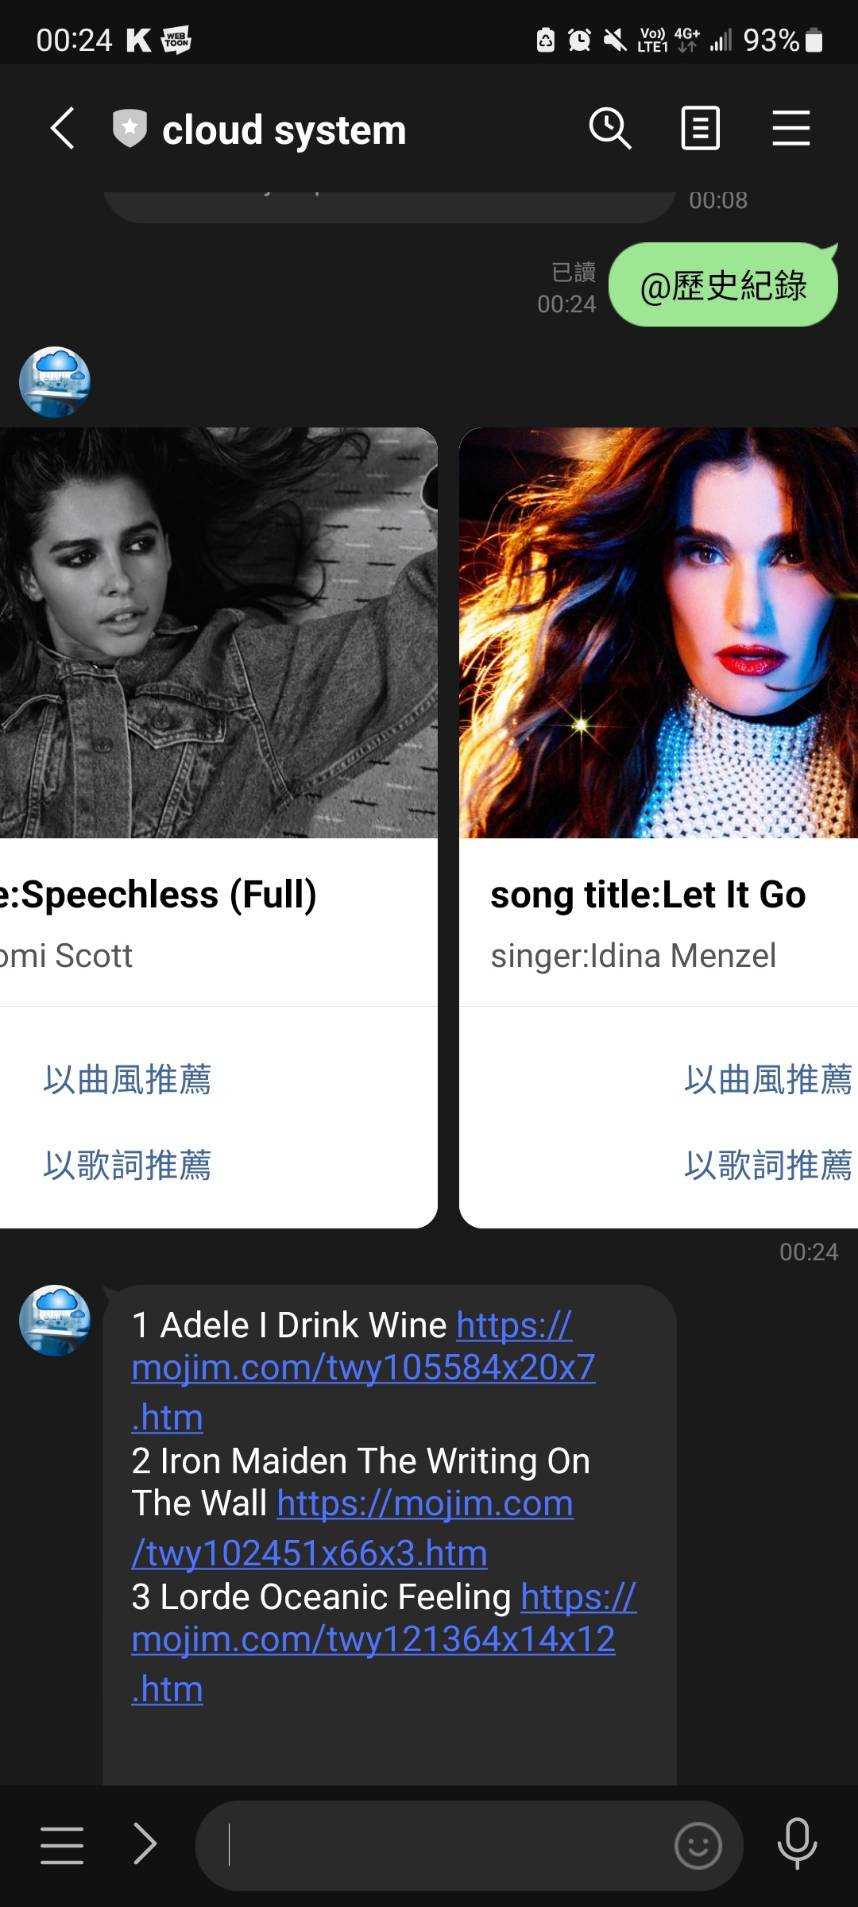 00:24 K WEB TOON Vo)) LTE1 4G+ 93%
cloud system
00:08
已讀
00:24
@歷史紀錄
e:Speechless (Full)
omi Scott
以曲風推薦
以歌詞推薦
song title:Let It Go
singer:Idina Menzel
以曲風推薦
以歌詞推薦
00:24
1 Adele I Drink Wine https://
mojim.com/twy105584x20x7
.htm
2 Iron Maiden The Writing On
The Wall https://mojim.com
/twy102451x66x3.htm
3 Lorde Oceanic Feeling https://
mojim.com/twy121364x14x12
.htm